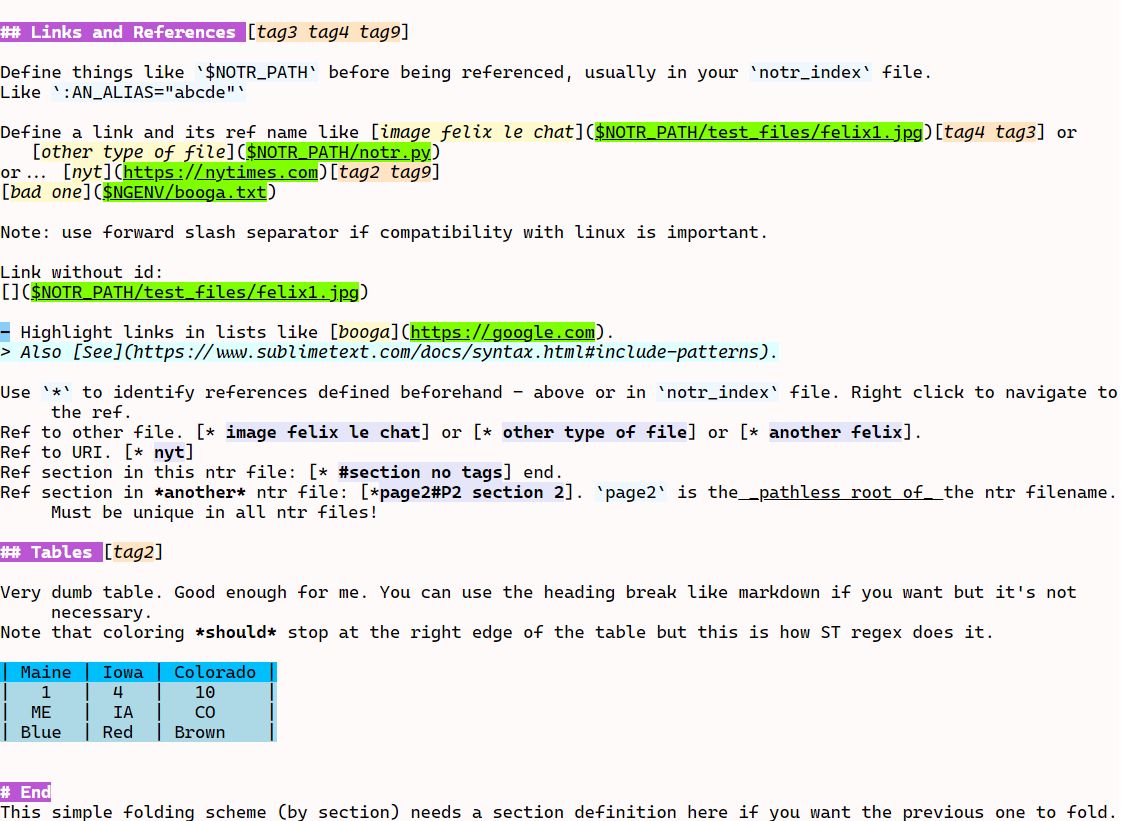 ## Links and References [tag3 tag4 tag9]
Define things like `$NOTR_PATH` before being referenced, usually in your `notr_index` file.
Like `:AN_ALIAS="abcde"`
Define a link and its ref name like [image felix le chat]($NOTR_PATH/test_files/felix1.jpg)[tag4 tag3] or
[other type of file]($NOTR_PATH/notr.py)
or... [nyt](https://nytimes.com)[tag2 tag9]
[bad one]($NGENV/booga.txt)
Note: use forward slash separator if compatibility with linux is important.
Link without id:
[]($NOTR_PATH/test_files/felix1.jpg)
- Highlight links in lists like [booga](https://google.com).
> Also [See](https://www.sublimetext.com/docs/syntax.html#include-patterns).
Use `*` to identify references defined beforehand - above or in `notr_index` file. Right click to navigate to
the ref.
Ref to other file. [* image felix le chat] or [* other type of file] or [* another felix].
Ref to URI. [* nyt]
Ref section in this ntr file: [* #section no tags] end.
Ref section in *another* ntr file: [*page2#P2 section 2]. `page2` is the _pathless root of_ the ntr filename.
Must be unique in all ntr files!
## Tables [tag2]
Very dumb table. Good enough for me. You can use the heading break like markdown if you want but it's not
necessary.
Note that coloring *should* stop at the right edge of the table but this is how ST regex does it.
| Maine | Iowa | Colorado |
|   1   |  4   |    10     |
|  ME   |  IA  |    CO     |
| Blue  | Red  | Brown    |
# End
This simple folding scheme (by section) needs a section definition here if you want the previous one to fold.